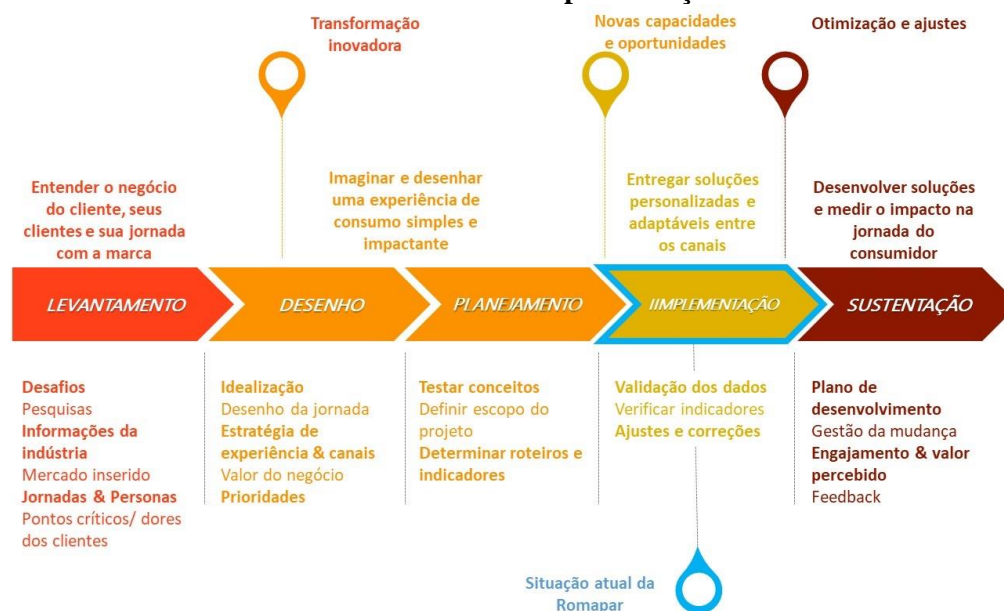 Transformação
inovadora
Novas capacidades
e oportunidades
Otimização e ajustes
Entender o negócio
do cliente, seus
clientes e sua jornada
com a marca
Imaginar e desenhar
uma experiência de
consumo simples e
impactante
Entregar soluções
personalizadas e
adaptáveis entre
os canais
Desenvolver soluções
e medir o impacto na
jornada do
consumidor
LEVANTAMENTO
DESENHO
PLANEJAMENTO
IIMPLEMENTAÇÃO
SUSTENTAÇÃO
Desafios
Pesquisas
Informações da
indústria
Mercado inserido
Jornadas & Personas
Pontos críticos/ dores
dos clientes
Idealização
Desenho da jornada
Estratégia de
experiência & canais
Valor do negócio
Prioridades
Testar conceitos
Definir escopo do
projeto
Determinar roteiros e
indicadores
Validação dos dados
Verificar indicadores
Ajustes e correções
Plano de
desenvolvimento
Gestão da mudança
Engajamento & valor
percebido
Feedback
Situação atual da
Romapar